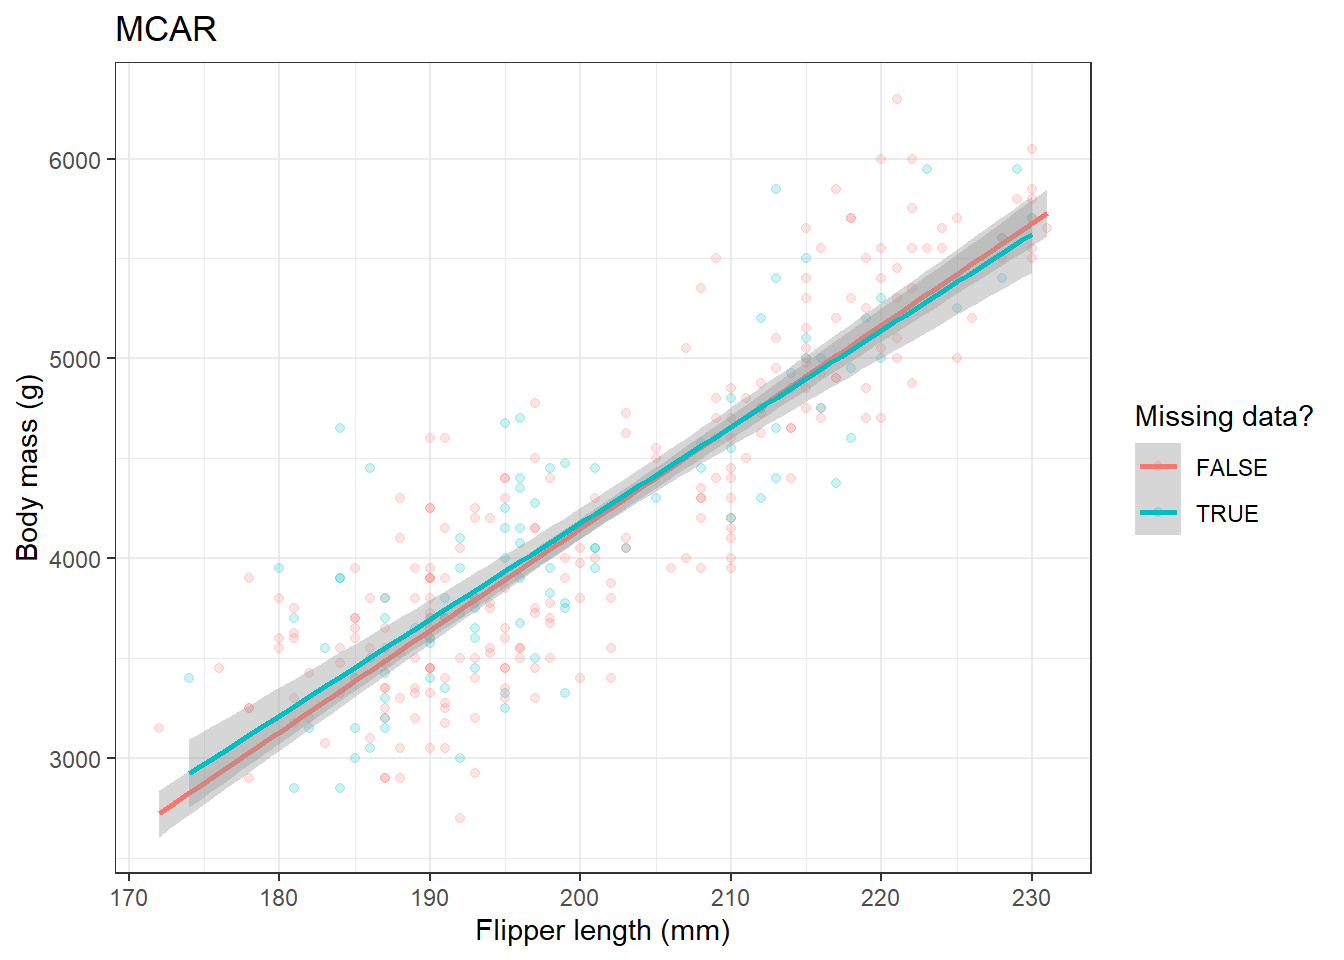 MCAR
6000
5000
4000
3000
Body mass (g)
170 180 190 200 210 220 230
Flipper length (mm)
Missing data?
FALSE
TRUE